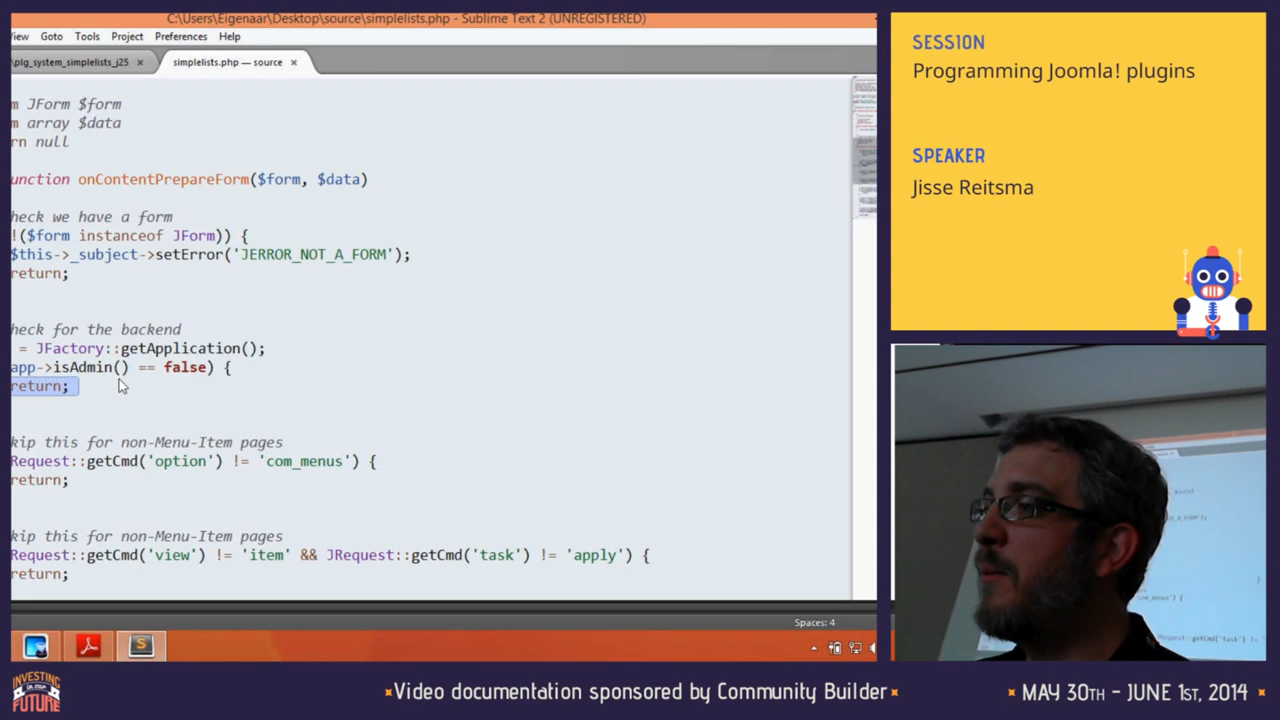 C:\Users\Eigenaar\Desktop\source\simplelists.php - Sublime Text 2 (UNREGISTERED)
iew Goto Tools Project Preferences Help
\plg_system_simplelists_j25 × simplelists.php — source ×
m JForm $form
m array $data
rn null
unction onContentPrepareForm($form, $data)
heck we have a form
!($form instanceof JForm)) {
$this->_subject->setError('JERROR_NOT_A_FORM');
return;
heck for the backend
= JFactory::getApplication();
app->isAdmin() == false) {
return;
kip this for non-Menu-Item pages
Request::getCmd('option') != 'com_menus') {
return;
kip this for non-Menu-Item pages
Request::getCmd('view') != 'item' && JRequest::getCmd('task') != 'apply') {
return;
Spaces: 4
SESSION
Programming Joomla! plugins
SPEAKER
Jisse Reitsma
INVESTING
IN OUR
FUTURE
Video documentation sponsored by Community Builder
MAY 30TH - JUNE 1ST, 2014